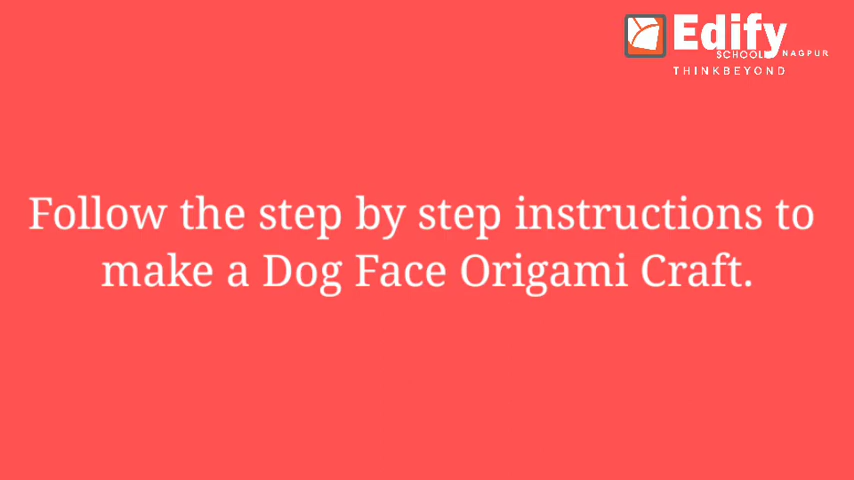 Edify
SCHOOL NAGPUR
THINKBEYOND
Follow the step by step instructions to
make a Dog Face Origami Craft.